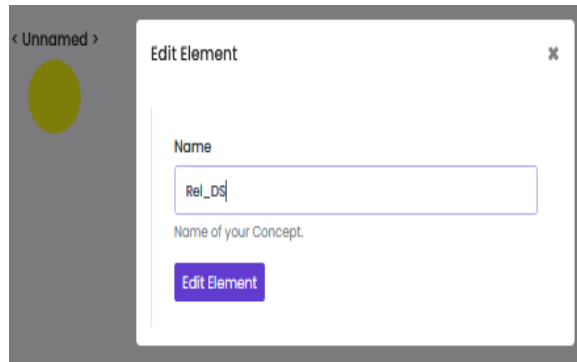 < Unnamed >
Edit Element
Name
Rel_DS
Name of your Concept.
Edit Element